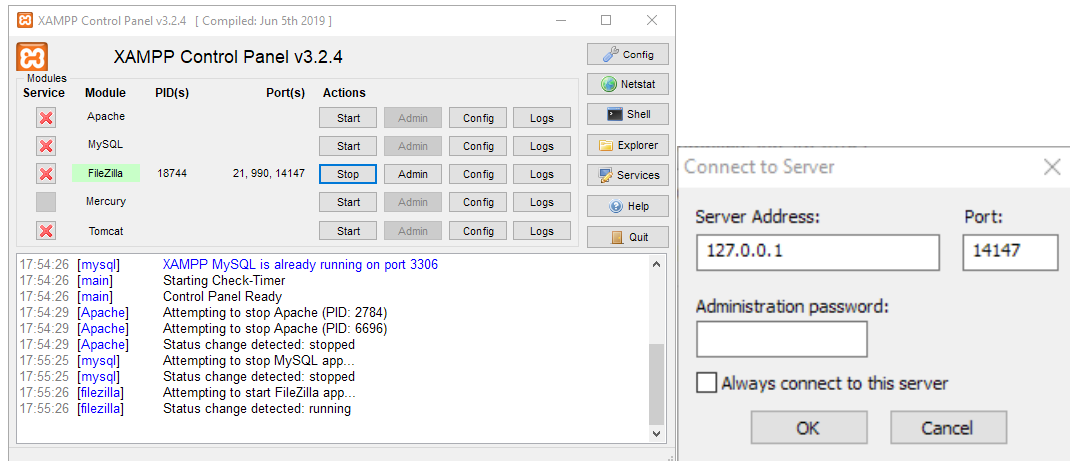 XAMPP Control Panel v3.2.4 [ Compiled: Jun 5th 2019 ]
XAMPP Control Panel v3.2.4
Config
Modules
Service Module PID(s) Port(s) Actions
Netstat
Apache Start Admin Config Logs
Shell
MySQL Start Admin Config Logs
Explorer
FileZilla 18744 21, 990, 14147 Stop Admin Config Logs
Services
Mercury Start Admin Config Logs
Help
Tomcat Start Admin Config Logs
Quit
17:54:26 [mysql] XAMPP MySQL is already running on port 3306
17:54:26 [main] Starting Check-Timer
17:54:26 [main] Control Panel Ready
17:54:29 [Apache] Attempting to stop Apache (PID: 2784)
17:54:29 [Apache] Attempting to stop Apache (PID: 6696)
17:54:29 [Apache] Status change detected: stopped
17:55:25 [mysql] Attempting to stop MySQL app...
17:55:25 [mysql] Status change detected: stopped
17:55:26 [filezilla] Attempting to start FileZilla app...
17:55:26 [filezilla] Status change detected: running
Connect to Server
Server Address: Port:
127.0.0.1 14147
Administration password:
Always connect to this server
OK Cancel